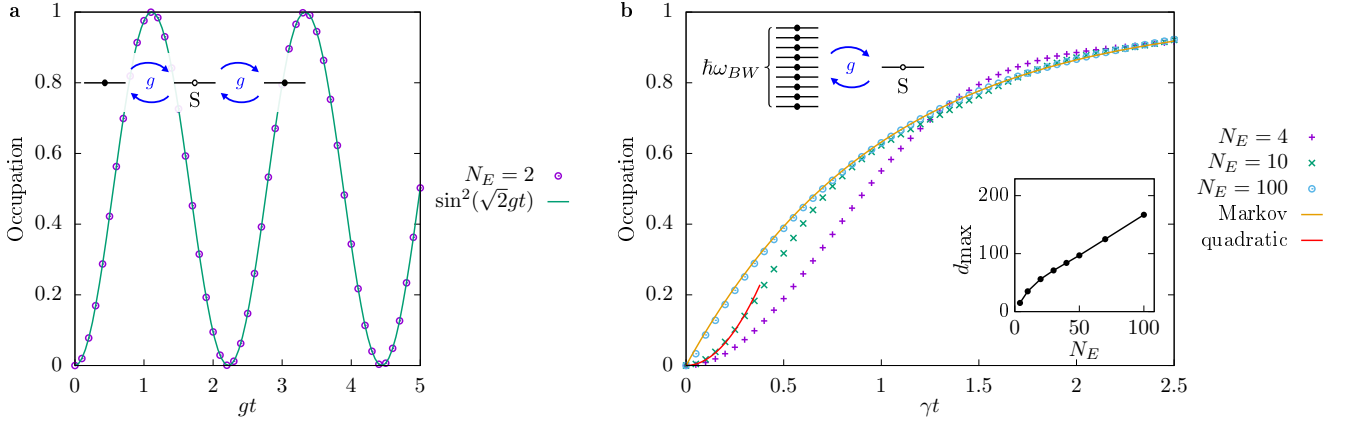 a
Occupation
1
0.8
0.6
0.4
0.2
0
0 1 2 3 4 5
gt
g g
S
N_E = 2
sin²(√2gt)
b
Occupation
1
0.8
0.6
0.4
0.2
0
0 0.5 1 1.5 2 2.5
γt
ℏω_BW
g
S
N_E = 4
N_E = 10
N_E = 100
Markov
quadratic
d_max
200
100
0
0 50 100
N_E